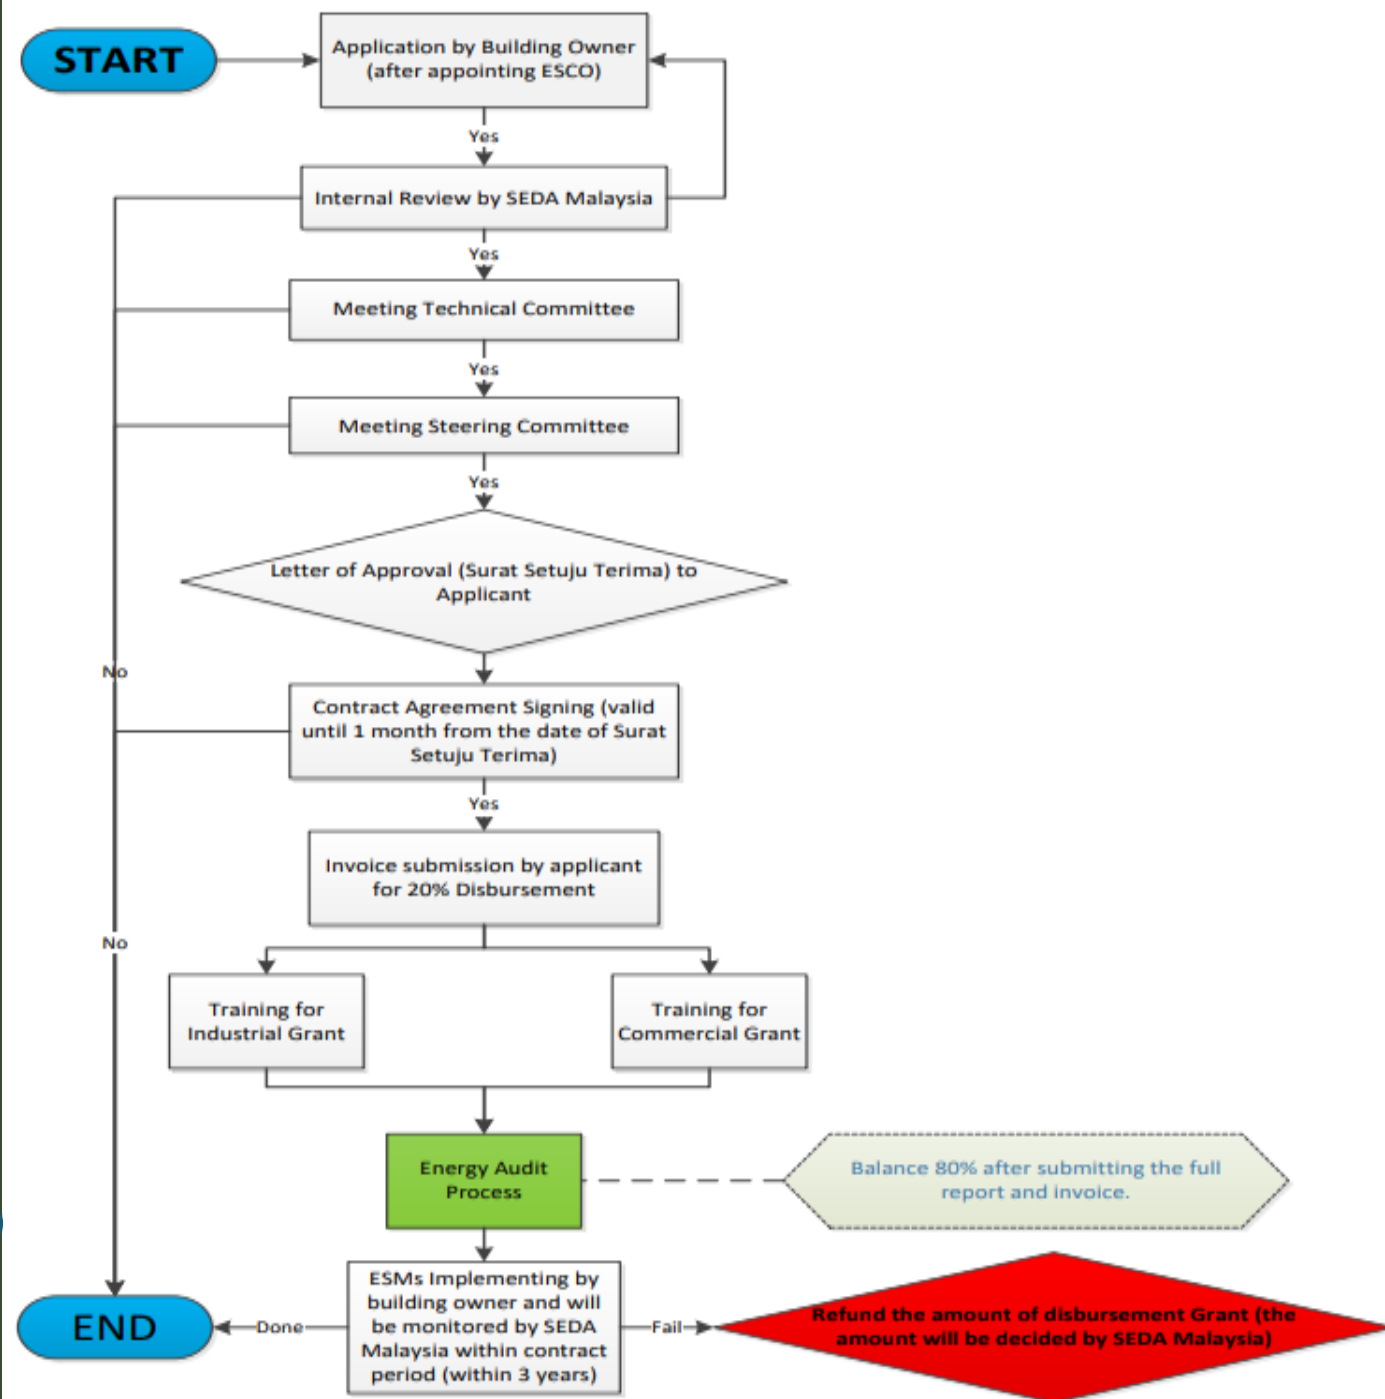 START
Application by Building Owner
(after appointing ESCO)
Yes
Internal Review by SEDA Malaysia
Yes
Meeting Technical Committee
Yes
Meeting Steering Committee
Yes
Letter of Approval (Surat Setuju Terima) to
Applicant
No
Contract Agreement Signing (valid
until 1 month from the date of Surat
Setuju Terima)
Yes
Invoice submission by applicant
for 20% Disbursement
No
Training for
Industrial Grant
Training for
Commercial Grant
Energy Audit
Process
Balance 80% after submitting the full
report and invoice.
ESMs Implementing by
building owner and will
be monitored by SEDA
Malaysia within contract
period (within 3 years)
Done
END
Fail
Refund the amount of disbursement Grant (the
amount will be decided by SEDA Malaysia)